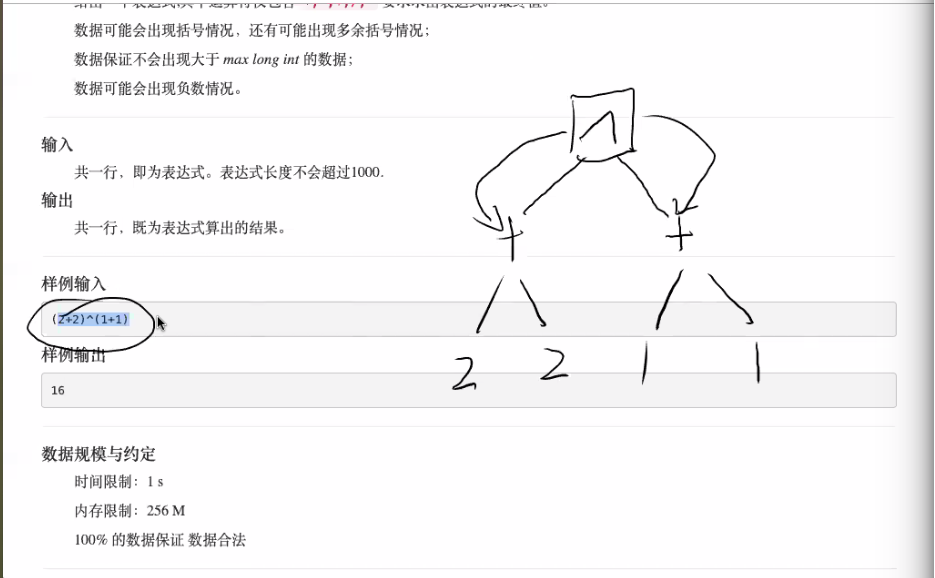 数据可能会出现括号情况，还有可能出现多余括号情况；
数据保证不会出现大于 max long int 的数据；
数据可能会出现负数情况。
输入
共一行，即为表达式。表达式长度不会超过1000.
输出
共一行，既为表达式算出的结果。
样例输入
(2+2)^(1+1)
样例输出
16
数据规模与约定
时间限制：1 s
内存限制：256 M
100% 的数据保证 数据合法
^
+ +
2 2 1 1